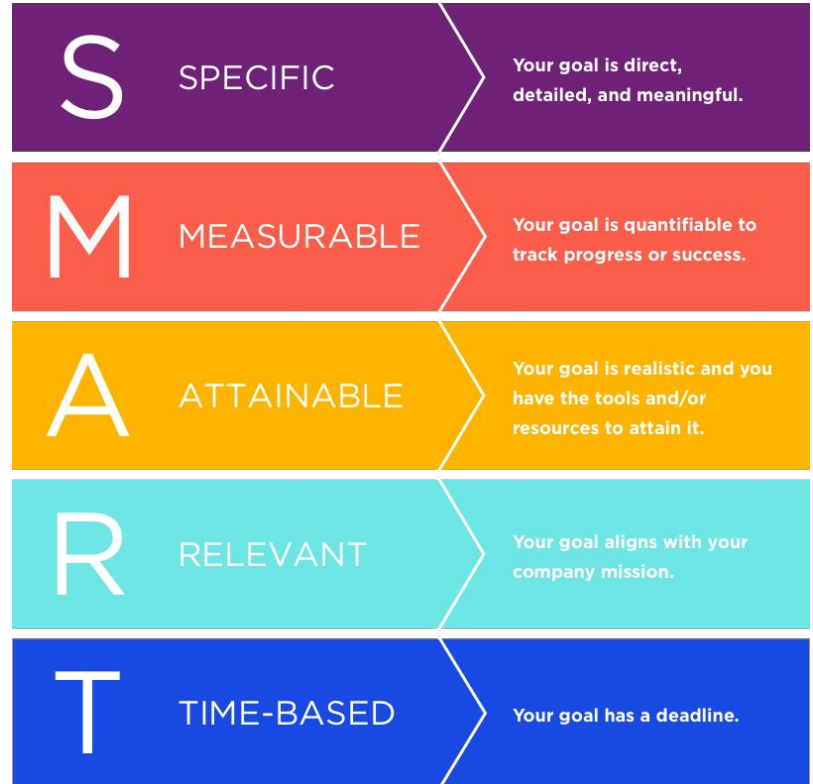 S SPECIFIC
Your goal is direct,
detailed, and meaningful.
M MEASURABLE
Your goal is quantifiable to
track progress or success.
A ATTAINABLE
Your goal is realistic and you
have the tools and/or
resources to attain it.
R RELEVANT
Your goal aligns with your
company mission.
T TIME-BASED
Your goal has a deadline.